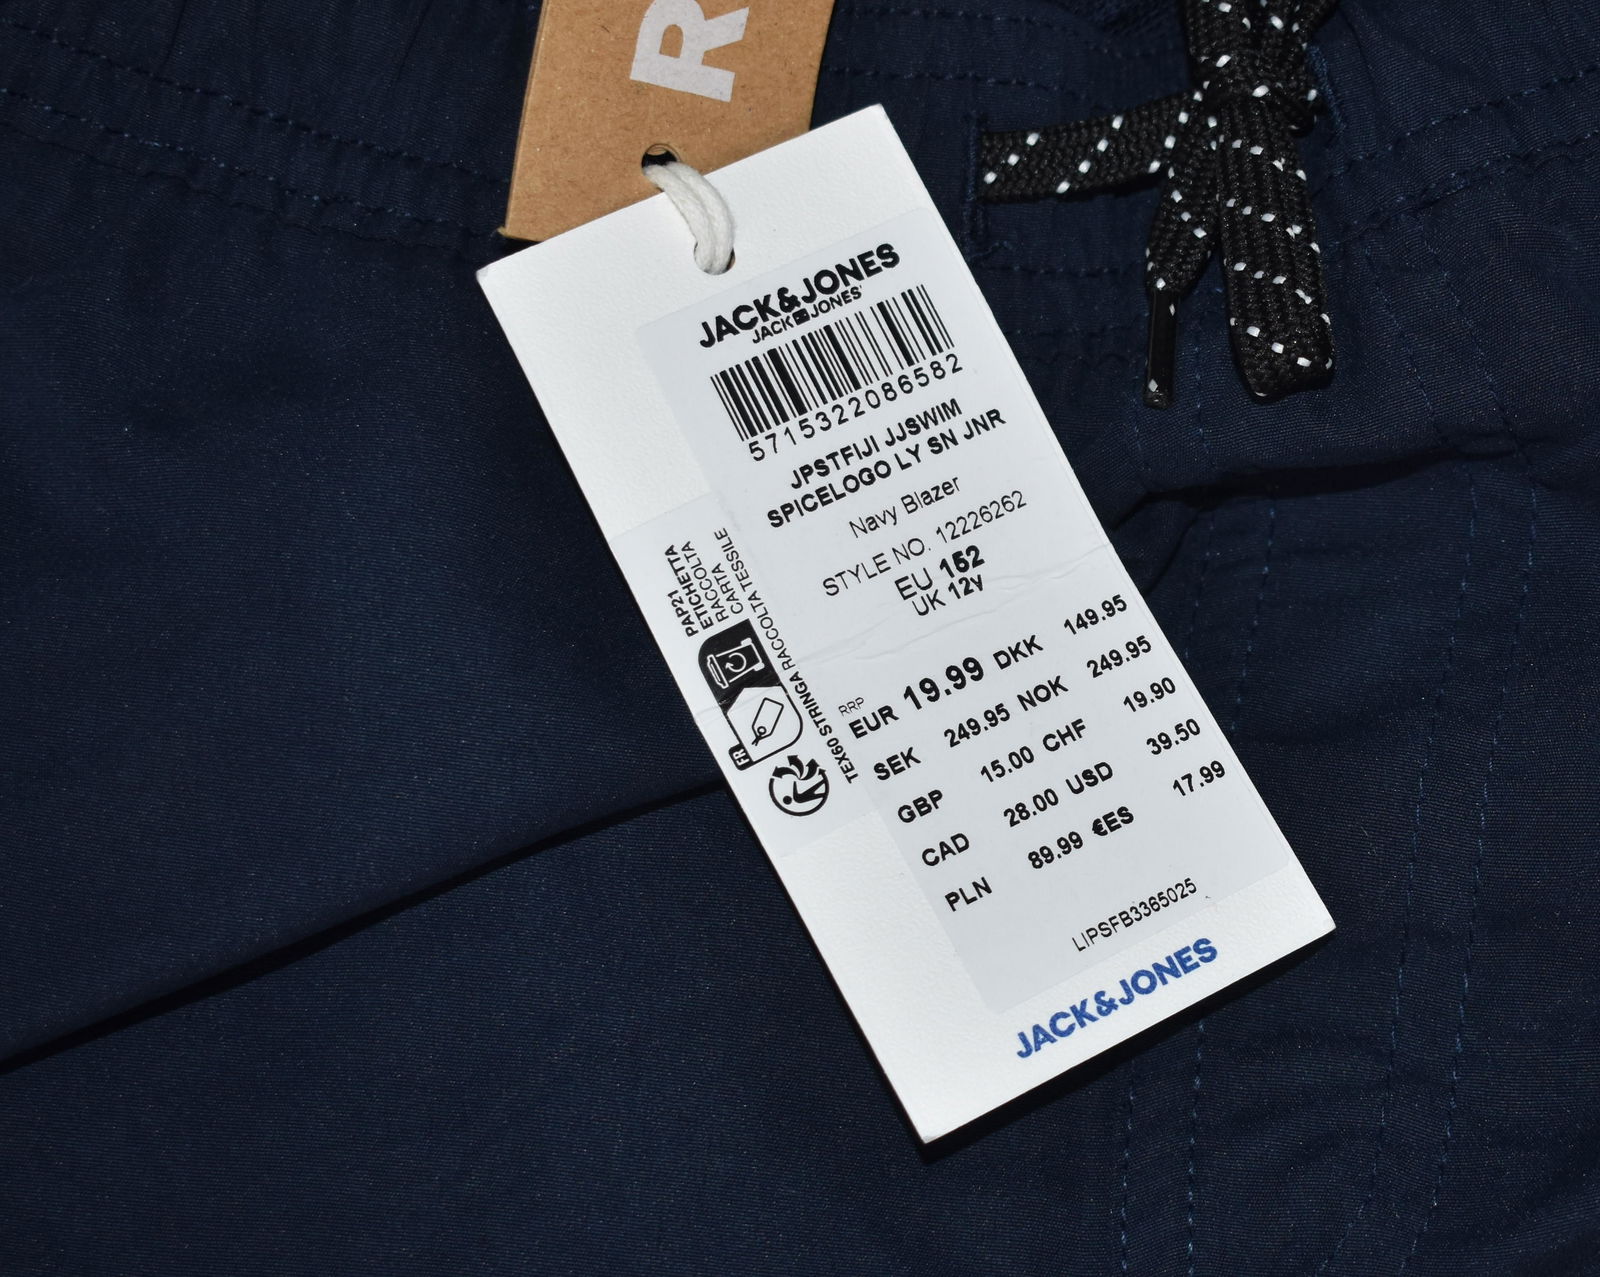 R
JACK&JONES
JACK JONES
5715322086582
JPSTFIJI JJSWIM
SPICELOGO LY SN JNR
Navy Blazer
STYLE NO. 12226262
EU 152
UK 12y
RRP
EUR 19.99 DKK 149.95
SEK 249.95 NOK 249.95
GBP 15.00 CHF 19.90
CAD 28.00 USD 39.50
PLN 89.99 €ES 17.99
LIPSFB3365025
JACK&JONES
PAP21
ETICHETTA
RACCOLTA
CARTA
TEX60 STRINGA RACCOLTA TESSILE
FR